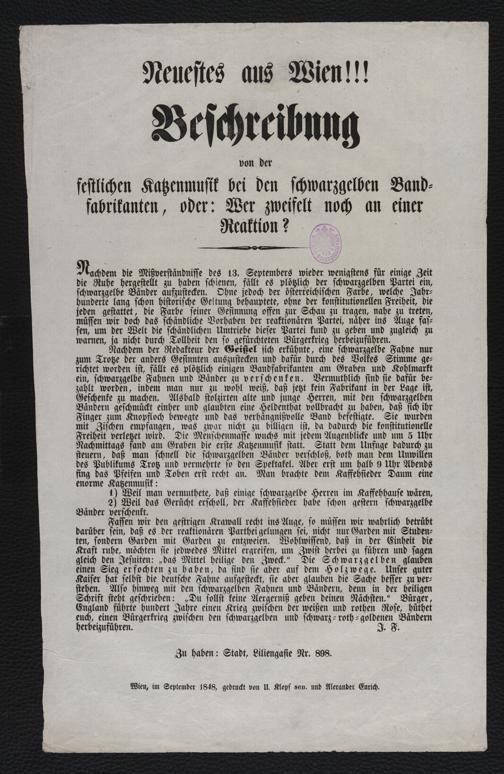 Neuestes aus Wien!!!
Beschreibung
von der
festlichen Katzenmusik bei den schwarzgelben Band-
fabrikanten, oder: Wer zweifelt noch an einer
Reaktion?
Nachdem die Mißverständnisse des 13. Septembers wieder wenigstens für einige Zeit
die Ruhe hergestellt zu haben schienen, fällt es plötzlich der schwarzgelben Partei ein,
schwarzgelbe Bänder aufzustecken. Ohne jedoch der österreichischen Farbe, welche Jahr-
hunderte lang schon historische Geltung behauptete, ohne der konstitutionellen Freiheit, die
jeden gestattet, die Farbe seiner Gesinnung offen zur Schau zu tragen, nahe zu treten,
müssen wir doch das schändliche Vorhaben der reaktionären Partei, näher ins Auge fas-
sen, um der Welt die schändlichen Umtriebe dieser Partei kund zu geben und zugleich zu
warnen, ja nicht durch Tollheit den so gefürchteten Bürgerkrieg herbeizuführen.
Nachdem der Redakteur der Geißel sich erkühnte, eine schwarzgelbe Fahne nur
zum Trotze der anders Gesinnten auszustecken und dafür durch des Volkes Stimme ge-
richtet worden ist, fällt es plötzlich einigen Bandfabrikanten am Graben und Kohlmarkt
ein, schwarzgelbe Fahnen und Bänder zu verschenken. Vermuthlich sind sie dafür be-
zahlt worden, indem man nur zu wohl weiß, daß jetzt kein Fabrikant in der Lage ist,
Geschenke zu machen. Alsbald stolzirten alte und junge Herren, mit den schwarzgelben
Bändern geschmückt einher und glaubten eine Heldenthat vollbracht zu haben, daß sich die
Finger zum Knopfloch bewegte und das verhängnißvolle Band befestigte. Sie wurden
mit Zischen empfangen, was zwar nicht zu billigen ist, da dadurch die konstitutionelle
Freiheit verletzt wird. Die Menschenmasse wuchs mit jedem Augenblicke und um 5 Uhr
Nachmittags fand am Graben die erste Katzenmusik statt. Statt dem Unfuge dadurch zu
steuern, daß man schnell die schwarzgelben Bänder verschloß, both man dem Unwillen
des Publikums Trotz und vermehrte so den Spektakel. Aber erst um halb 9 Uhr Abends
fing das Pfeifen und Toben erst recht an. Man brachte dem Kaffehsieder Daum eine
enorme Katzenmusik:
1) Weil man vermuthete, daß einige schwarzgelbe Herren im Kaffehhause wären,
2) Weil das Gerücht erscholl, der Kaffehsieder habe schon gestern schwarzgelbe
Bänder verschenkt.
Fassen wir den gestrigen Krawall recht ins Auge, so müssen wir wahrlich betrübt
darüber sein, daß es der reaktionären Partheigelungen sei, nicht nur Garden mit Studen-
ten, sondern Garden mit Garden zu entzweien. Wohlwissend, daß in der Einheit die
Kraft ruhe, möchten sie jedwedes Mittel ergreifen, um Zwist herbei zu führen und sagen
gleich den Jesuiten: „das Mittel heilige den Zweck.“ Die Schwarzgelben glauben
einen Sieg erfochten zu haben, da sind sie aber auf dem Holzwege. Unser guter
Kaiser hat selbst die deutsche Fahne aufgesteckt, sie aber glauben die Sache besser zu ver-
stehen. Also hinweg mit den schwarzgelben Fahnen und Bändern, denn in der heiligen
Schrift steht geschrieben: „Du sollst keine Aergerniß geben deinen Nächsten.“ Bürger,
England führte hundert Jahre einen Krieg zwischen der weißen und rothen Rose, hüthet
euch, einen Bürgerkrieg zwischen den schwarzgelben und schwarz-roth-goldenen Bändern
herbeizuführen. J. F.
Zu haben: Stadt, Liliengasse Nr. 898.
Wien, im September 1848, gedruckt von U. Klopf sen. und Alexander Eurich.